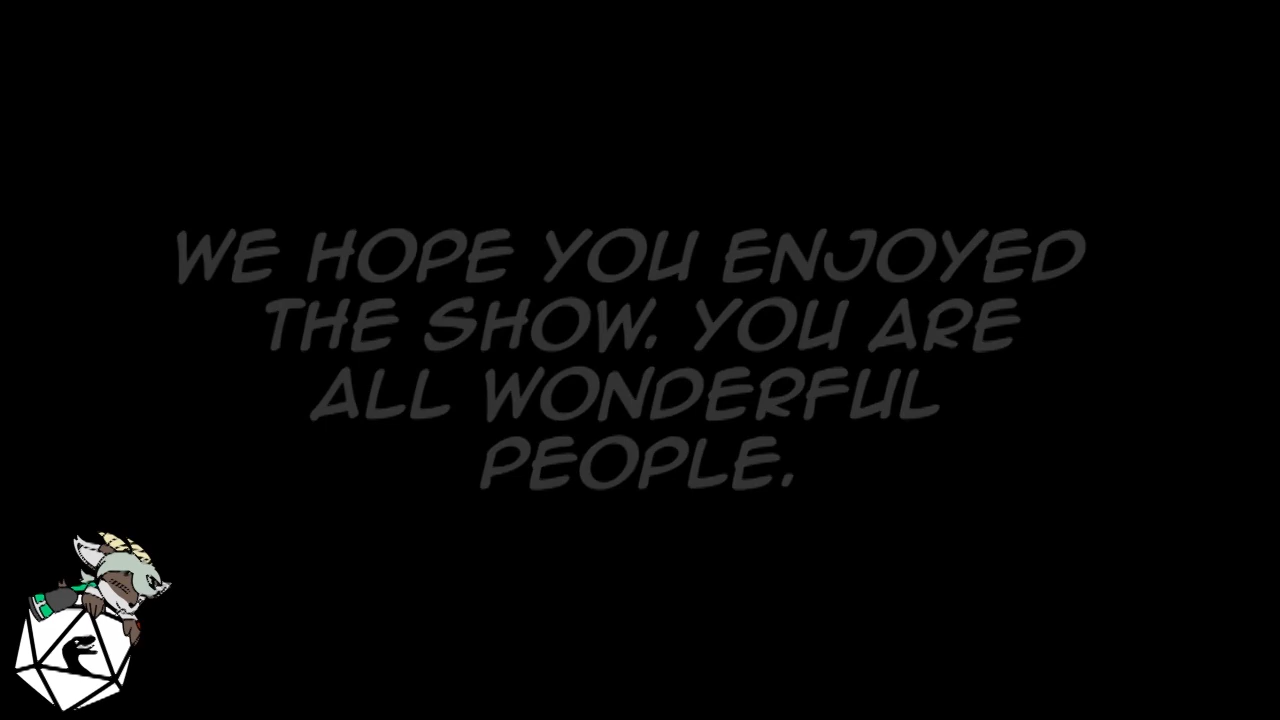 WE HOPE YOU ENJOYED
THE SHOW. YOU ARE
ALL WONDERFUL
PEOPLE.